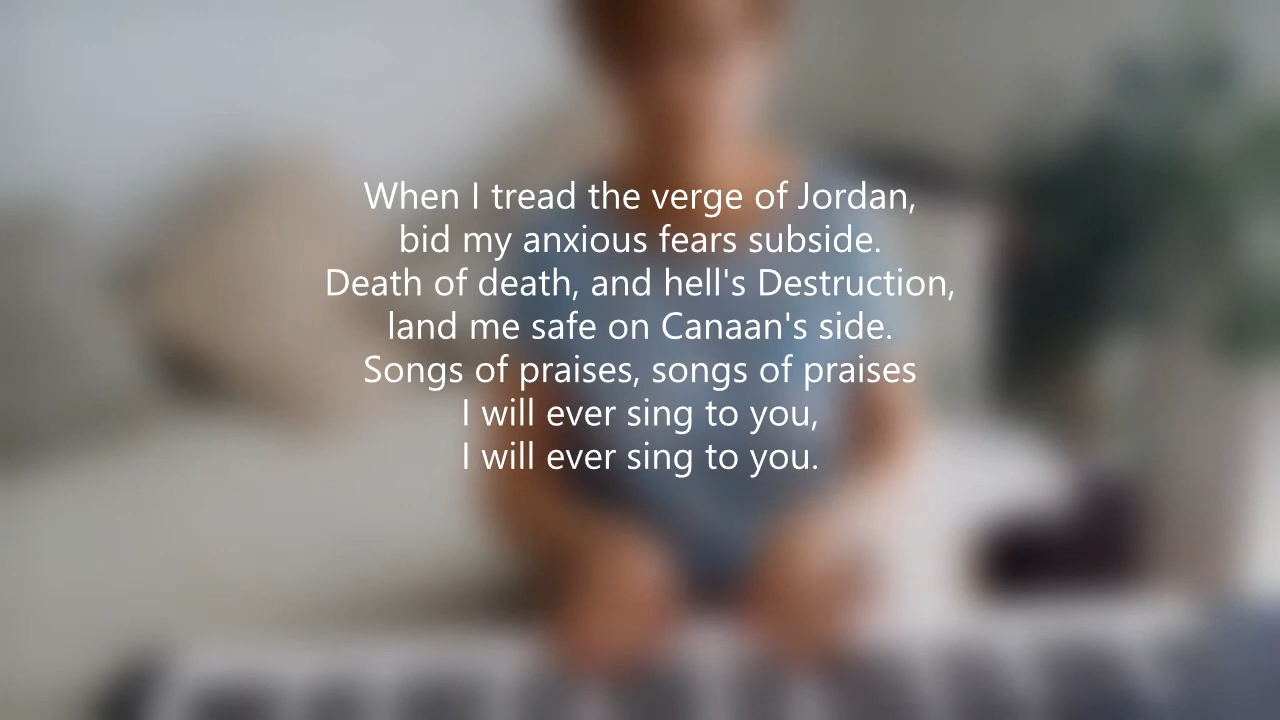 When I tread the verge of Jordan,
bid my anxious fears subside.
Death of death, and hell's Destruction,
land me safe on Canaan's side.
Songs of praises, songs of praises
I will ever sing to you,
I will ever sing to you.